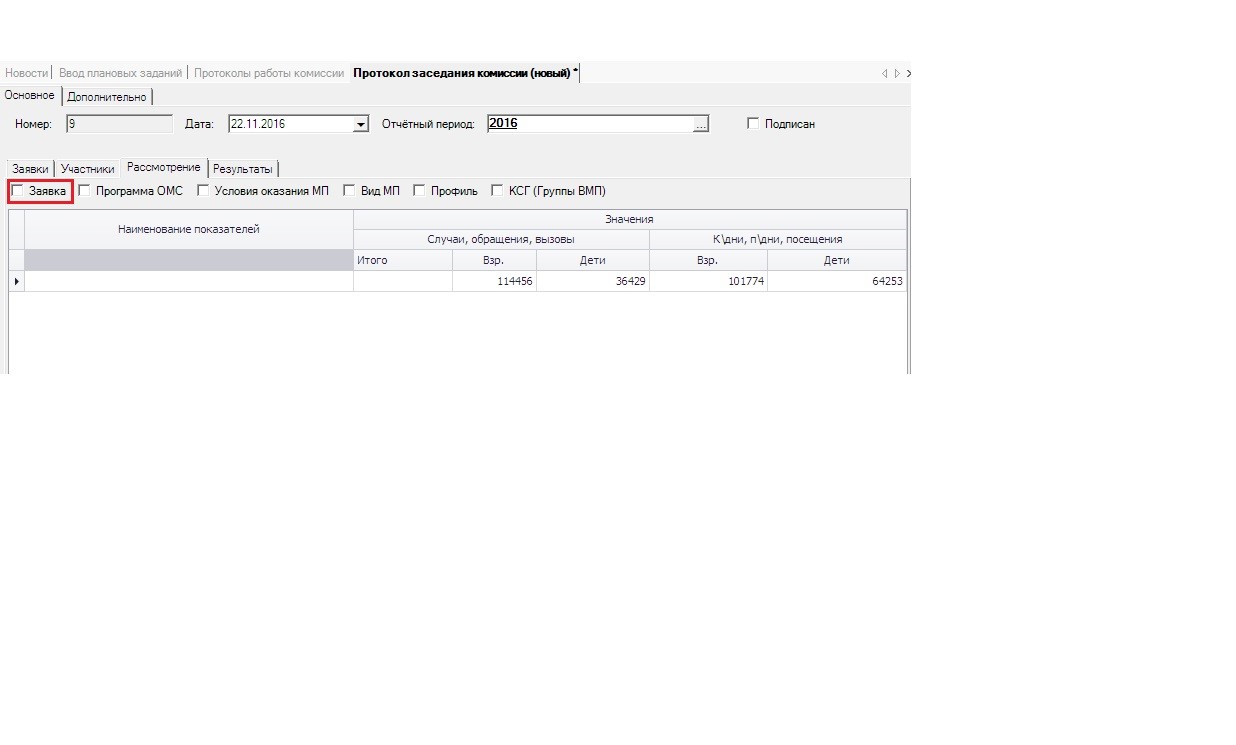 Новости Ввод плановых заданий Протоколы работы комиссии Протокол заседания комиссии (новый) *
Основное Дополнительно
Номер: 9 Дата: 22.11.2016 Отчётный период: 2016 ... Подписан
Заявки Участники Рассмотрение Результаты
Заявка Программа ОМС Условия оказания МП Вид МП Профиль КСГ (Группы ВМП)
Наименование показателей Значения
Случаи, обращения, вызовы К\дни, п\дни, посещения
Итого Взр. Дети Взр. Дети
114456 36429 101774 64253